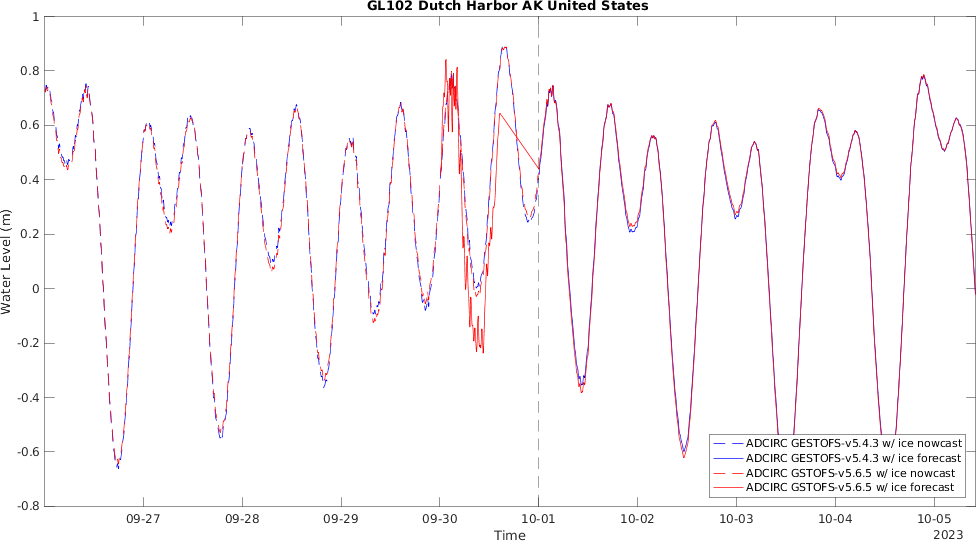 GL102 Dutch Harbor AK United States
1
0.8
0.6
0.4
0.2
0
-0.2
-0.4
-0.6
-0.8
Water Level (m)
09-27 09-28 09-29 09-30 10-01 10-02 10-03 10-04 10-05
Time
2023
ADCIRC GESTOFS-v5.4.3 w/ ice nowcast
ADCIRC GESTOFS-v5.4.3 w/ ice forecast
ADCIRC GSTOFS-v5.6.5 w/ ice nowcast
ADCIRC GSTOFS-v5.6.5 w/ ice forecast